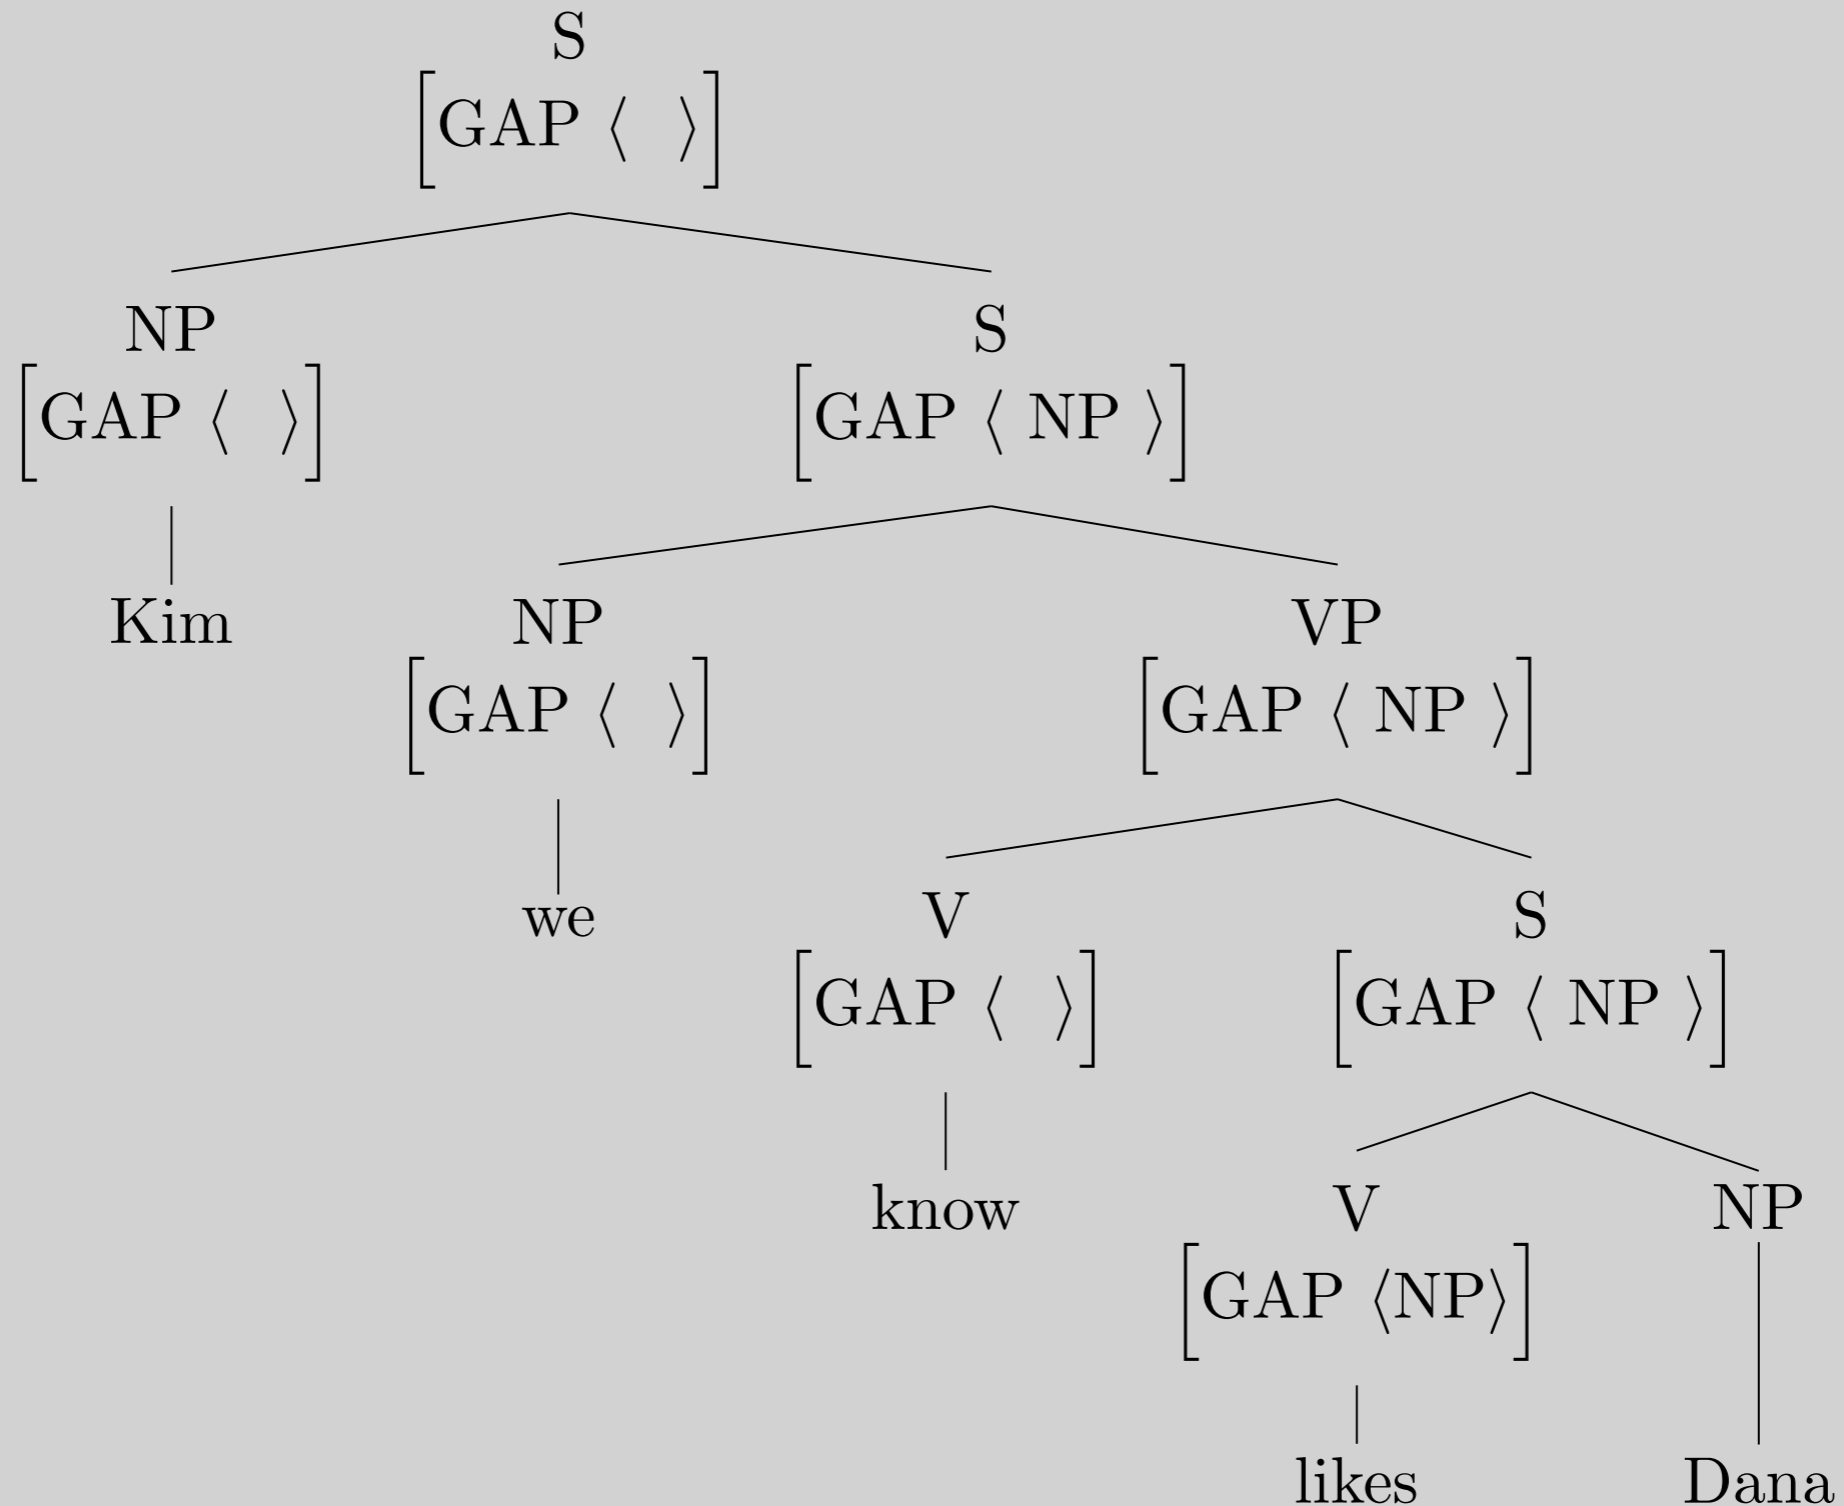 S
[GAP ⟨ ⟩]
NP S
[GAP ⟨ ⟩] [GAP ⟨ NP ⟩]
Kim NP VP
[GAP ⟨ ⟩] [GAP ⟨ NP ⟩]
we V S
[GAP ⟨ ⟩] [GAP ⟨ NP ⟩]
know V NP
[GAP ⟨NP⟩]
likes Dana